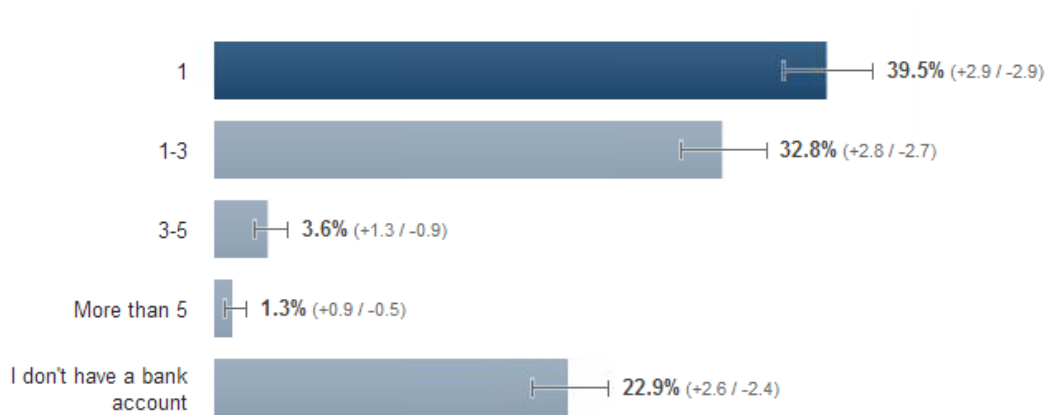 1
39.5% (+2.9 / -2.9)
1-3
32.8% (+2.8 / -2.7)
3-5
3.6% (+1.3 / -0.9)
More than 5
1.3% (+0.9 / -0.5)
I don't have a bank
account
22.9% (+2.6 / -2.4)